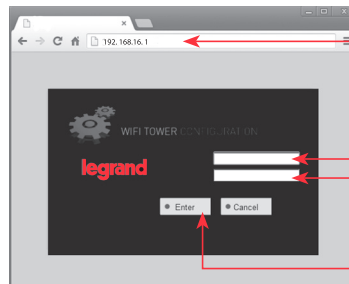 192.168.16.1
WIFI TOWER CONFIGURATION
legrand
Enter
Cancel